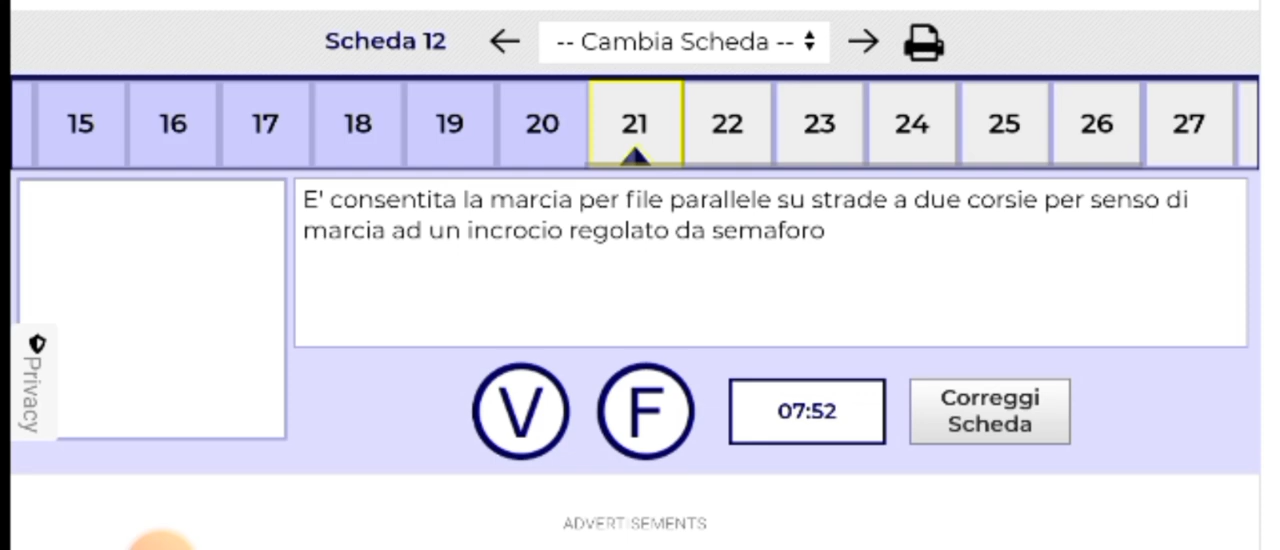 Scheda 12 ← -- Cambia Scheda -- →
15 16 17 18 19 20 21 22 23 24 25 26 27
E' consentita la marcia per file parallele su strade a due corsie per senso di
marcia ad un incrocio regolato da semaforo
Privacy
V F 07:52 Correggi
Scheda
ADVERTISEMENTS